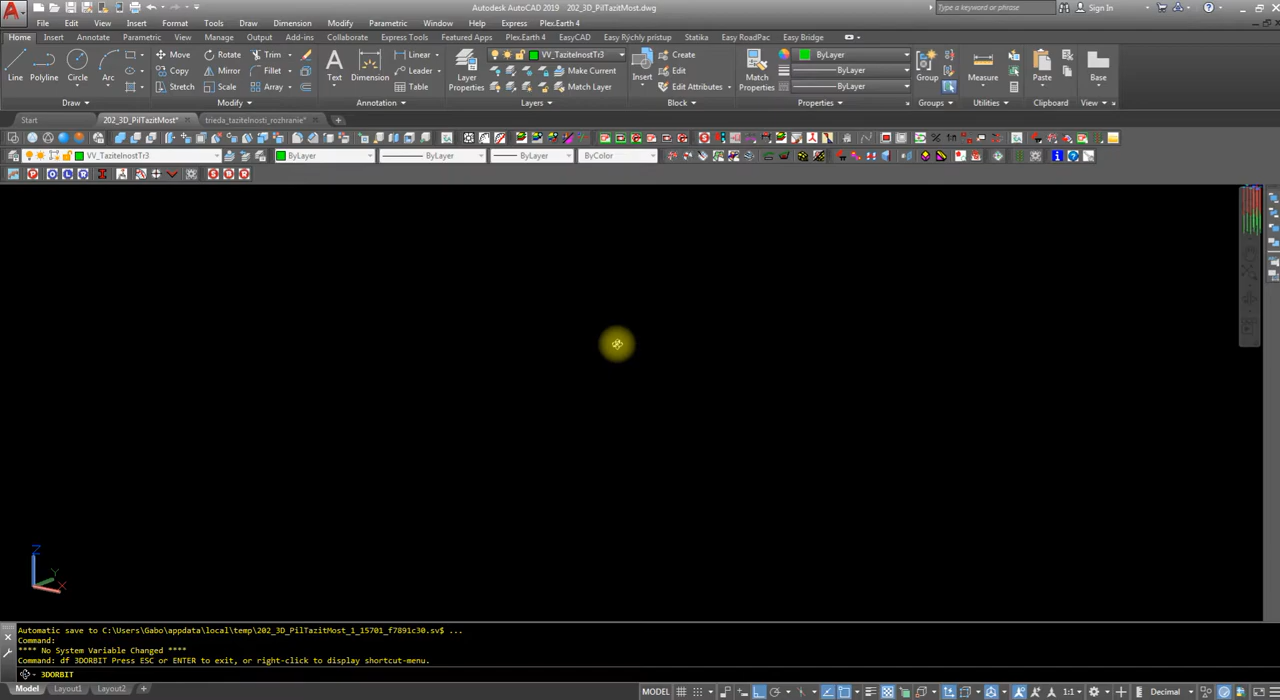 Autodesk AutoCAD 2019   202_3D_PilTazitMost.dwg
Type a keyword or phrase
Sign In
File Edit View Insert Format Tools Draw Dimension Modify Parametric Window Help Express Plex.Earth 4
Home Insert Annotate Parametric View Manage Output Add-ins Collaborate Express Tools Featured Apps Plex.Earth 4 EasyCAD Easy Rýchly prístup Statika Easy RoadPac Easy Bridge
Line Polyline Circle Arc
Move Rotate Trim
Copy Mirror Fillet
Stretch Scale Array
Text Dimension
Linear
Leader
Table
Layer Properties
VV_TazitelnostTr3
Make Current
Match Layer
Insert
Create
Edit
Edit Attributes
Match Properties
ByLayer
ByLayer
ByLayer
Group
Measure
Paste
Base
Draw Modify Annotation Layers Block Properties Groups Utilities Clipboard View
Start 202_3D_PilTazitMost* trieda_tazitelnosti_rozhranie*
VV_TazitelnostTr3 ByLayer ByLayer ByLayer ByColor
Z
Y
X
Automatic save to C:\Users\Gabo\appdata\local\temp\202_3D_PilTazitMost_1_15701_f7891c30.sv$ ...
Command:
**** No System Variable Changed ****
Command: df 3DORBIT Press ESC or ENTER to exit, or right-click to display shortcut-menu.
- 3DORBIT
Model Layout1 Layout2 +
MODEL 1:1 Decimal